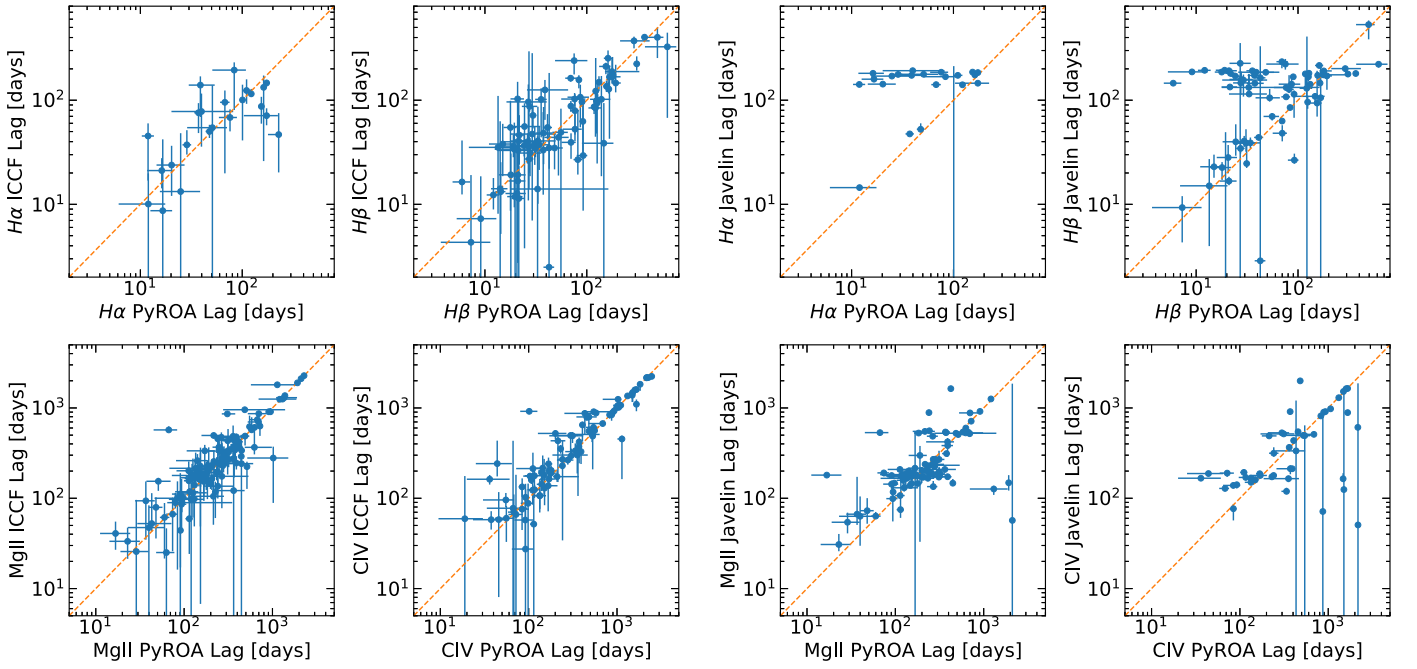 Hα ICCF Lag [days]
10²
10¹
10¹ 10²
Hα PyROA Lag [days]
Hβ ICCF Lag [days]
10²
10¹
10¹ 10²
Hβ PyROA Lag [days]
Hα Javelin Lag [days]
10²
10¹
10¹ 10²
Hα PyROA Lag [days]
Hβ Javelin Lag [days]
10²
10¹
10¹ 10²
Hβ PyROA Lag [days]
MgII ICCF Lag [days]
10³
10²
10¹
10¹ 10² 10³
MgII PyROA Lag [days]
CIV ICCF Lag [days]
10³
10²
10¹
10¹ 10² 10³
CIV PyROA Lag [days]
MgII Javelin Lag [days]
10³
10²
10¹
10¹ 10² 10³
MgII PyROA Lag [days]
CIV Javelin Lag [days]
10³
10²
10¹
10¹ 10² 10³
CIV PyROA Lag [days]